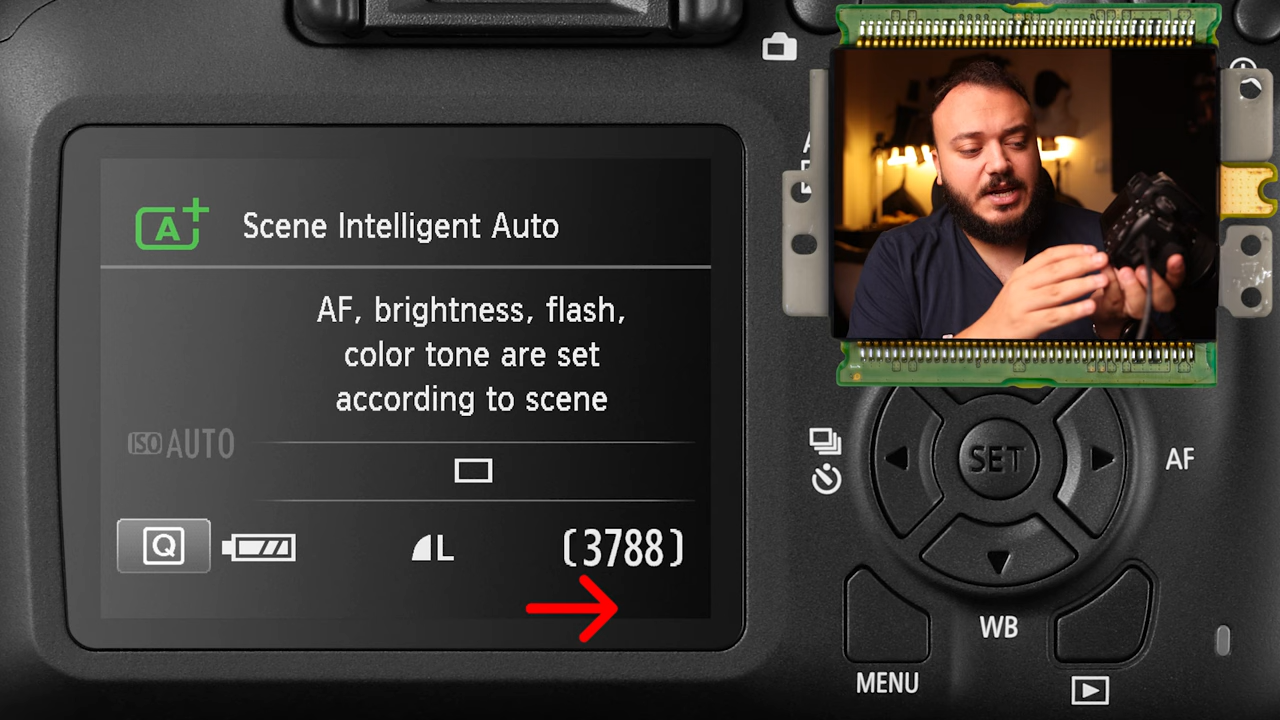 A+
Scene Intelligent Auto
AF, brightness, flash,
color tone are set
according to scene
ISO AUTO
Q
L
(3788)
SET
AF
WB
MENU